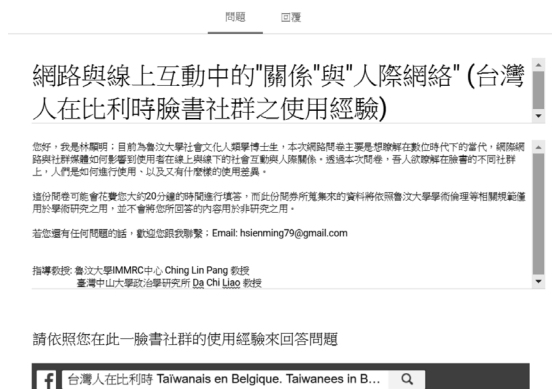 問題 回覆
網路與線上互動中的"關係"與"人際網絡" (台灣
人在比利時臉書社群之使用經驗)
您好，我是林顯明；目前為魯汶大學社會文化人類學博士生，本次網路問卷主要是想瞭解在數位時代下的當代，網際網
路與社群媒體如何影響到使用者在線上與線下的社會互動與人際關係。透過本次問卷，吾人欲瞭解在臉書的不同社群
上，人們是如何進行使用、以及又有什麼樣的使用差異。
這份問卷可能會花費您大約20分鐘的時間進行填答，而此份問券所蒐集來的資料將依照魯汶大學學術倫理等相關規範僅
用於學術研究之用，並不會將您所回答的內容用於非研究之用。
若您還有任何問題的話，歡迎您跟我聯繫；Email: hsienming79@gmail.com
指導教授: 魯汶大學IMMRC中心 Ching Lin Pang 教授
臺灣中山大學政治學研究所 Da Chi Liao 教授
請依照您在此一臉書社群的使用經驗來回答問題
f 台灣人在比利時 Taïwanais en Belgique. Taiwanees in B...